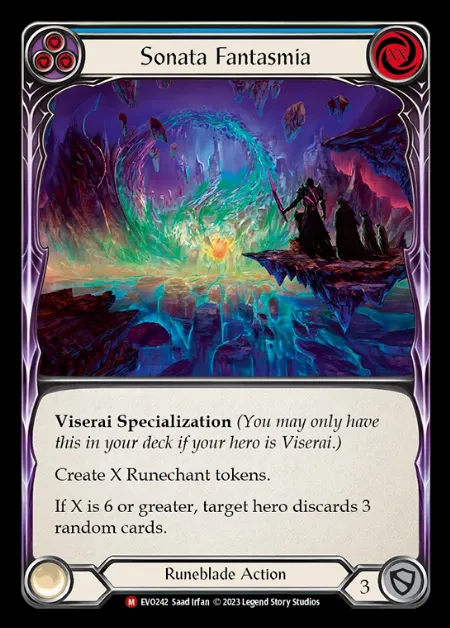 Sonata Fantasmia
XX
Viserai Specialization (You may only have
this in your deck if your hero is Viserai.)
Create X Runechant tokens.
If X is 6 or greater, target hero discards 3
random cards.
Runeblade Action
3
M EVO242 Saad Irfan © 2023 Legend Story Studios